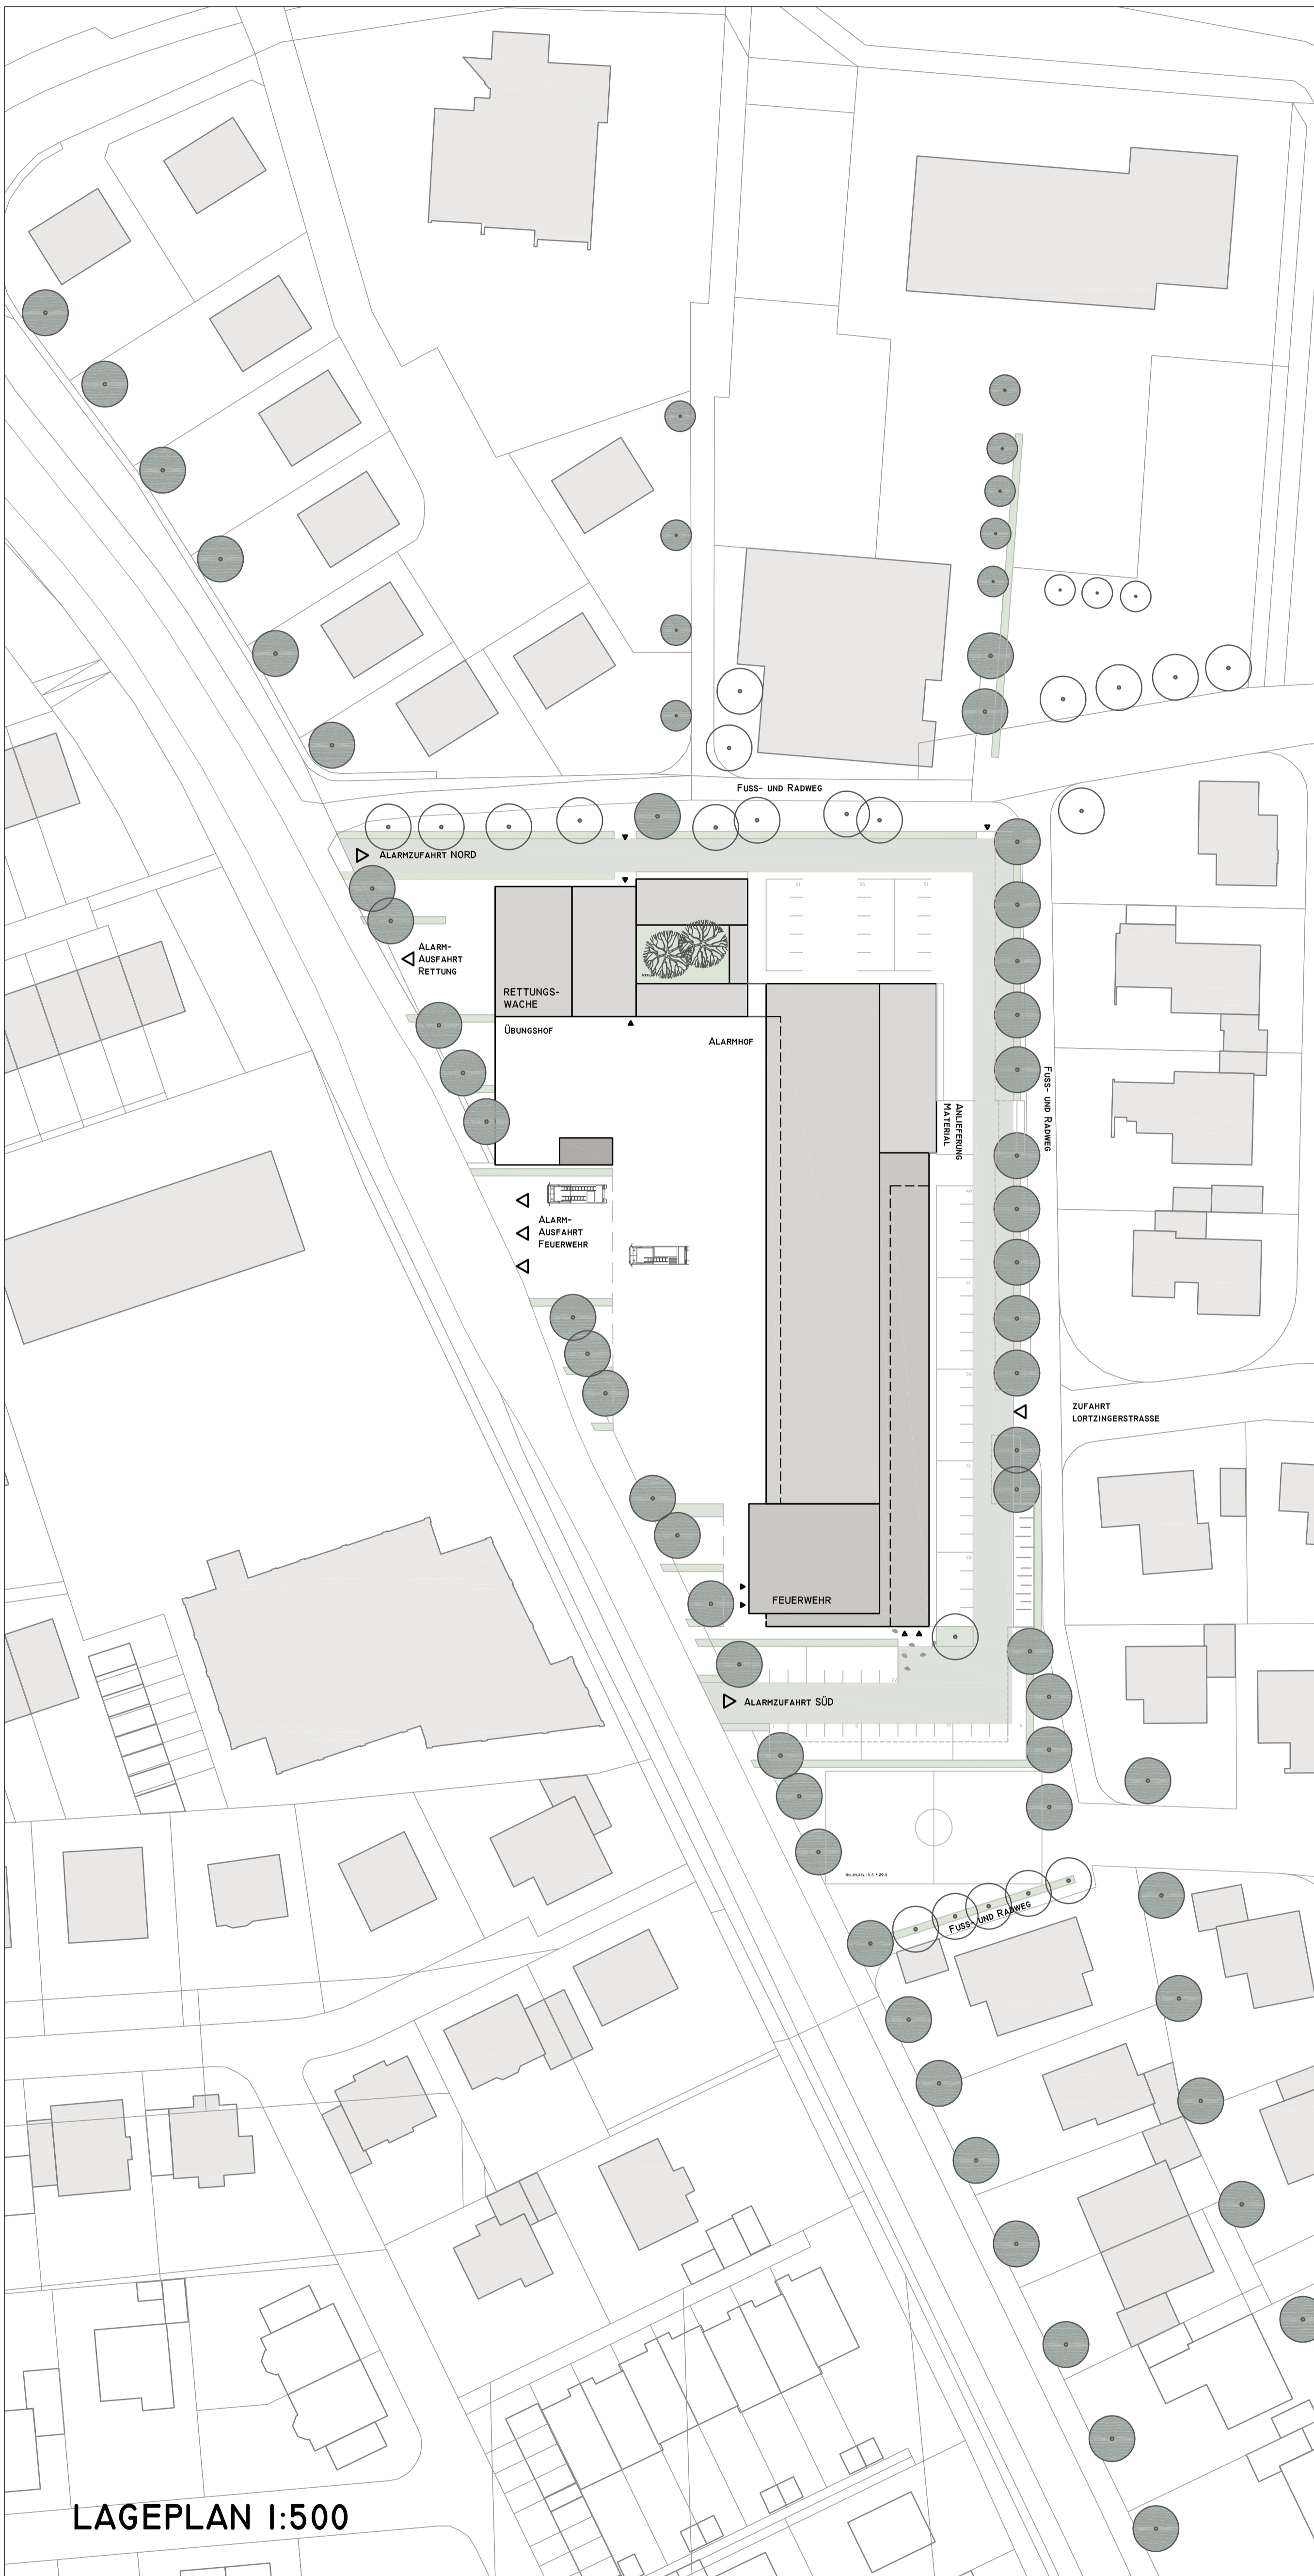 Fuss- und Radweg
Alarmzufahrt Nord
Alarm-
Ausfahrt
Rettung
RETTUNGS-
WACHE
Übungshof
Alarmhof
Fuss- und Radweg
Anlieferung
Material
Alarm-
Ausfahrt
Feuerwehr
zufahrt
Lortzingerstrasse
FEUERWEHR
Alarmzufahrt Süd
Fuss- und Radweg
LAGEPLAN 1:500